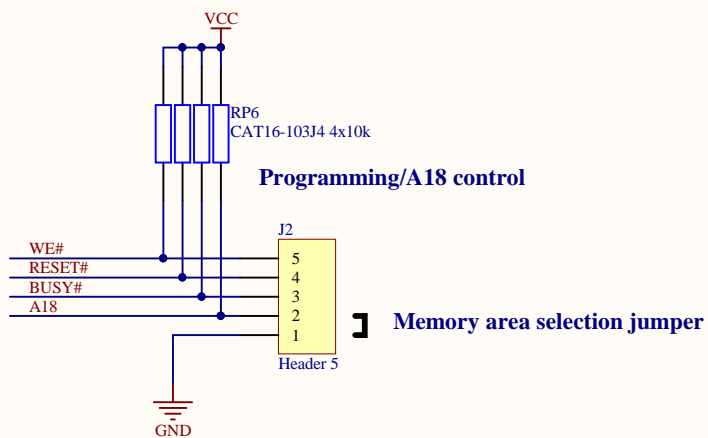 VCC
RP6
CAT16-103J4 4x10k
Programming/A18 control
J2
WE#
5
RESET#
4
BUSY#
3
A18
2
1
Memory area selection jumper
Header 5
GND